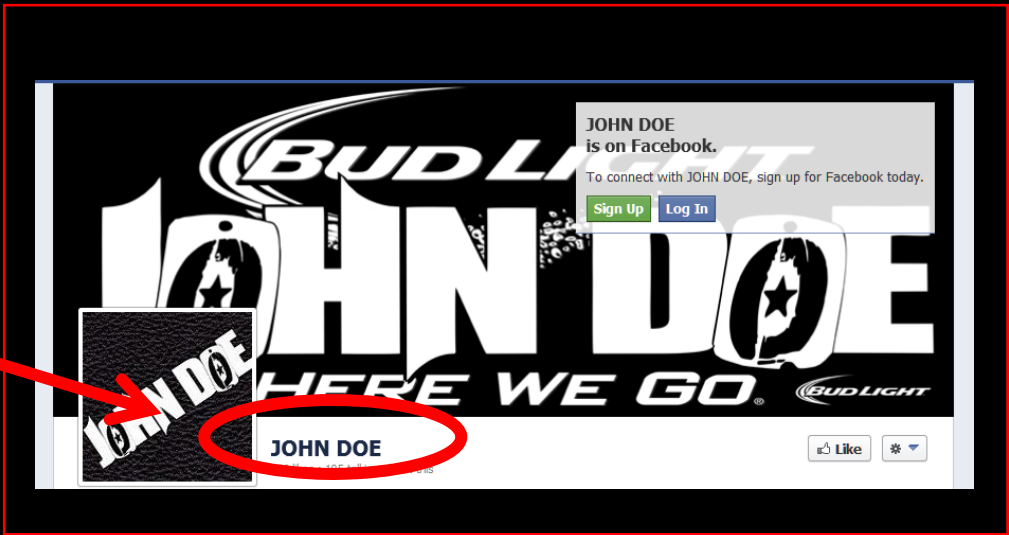 BUD LIGHT
JOHN DOE
HERE WE GO.®
BUD LIGHT
JOHN DOE
is on Facebook.
To connect with JOHN DOE, sign up for Facebook today.
Sign Up Log In
JOHN DOE
JOHN DOE
Like